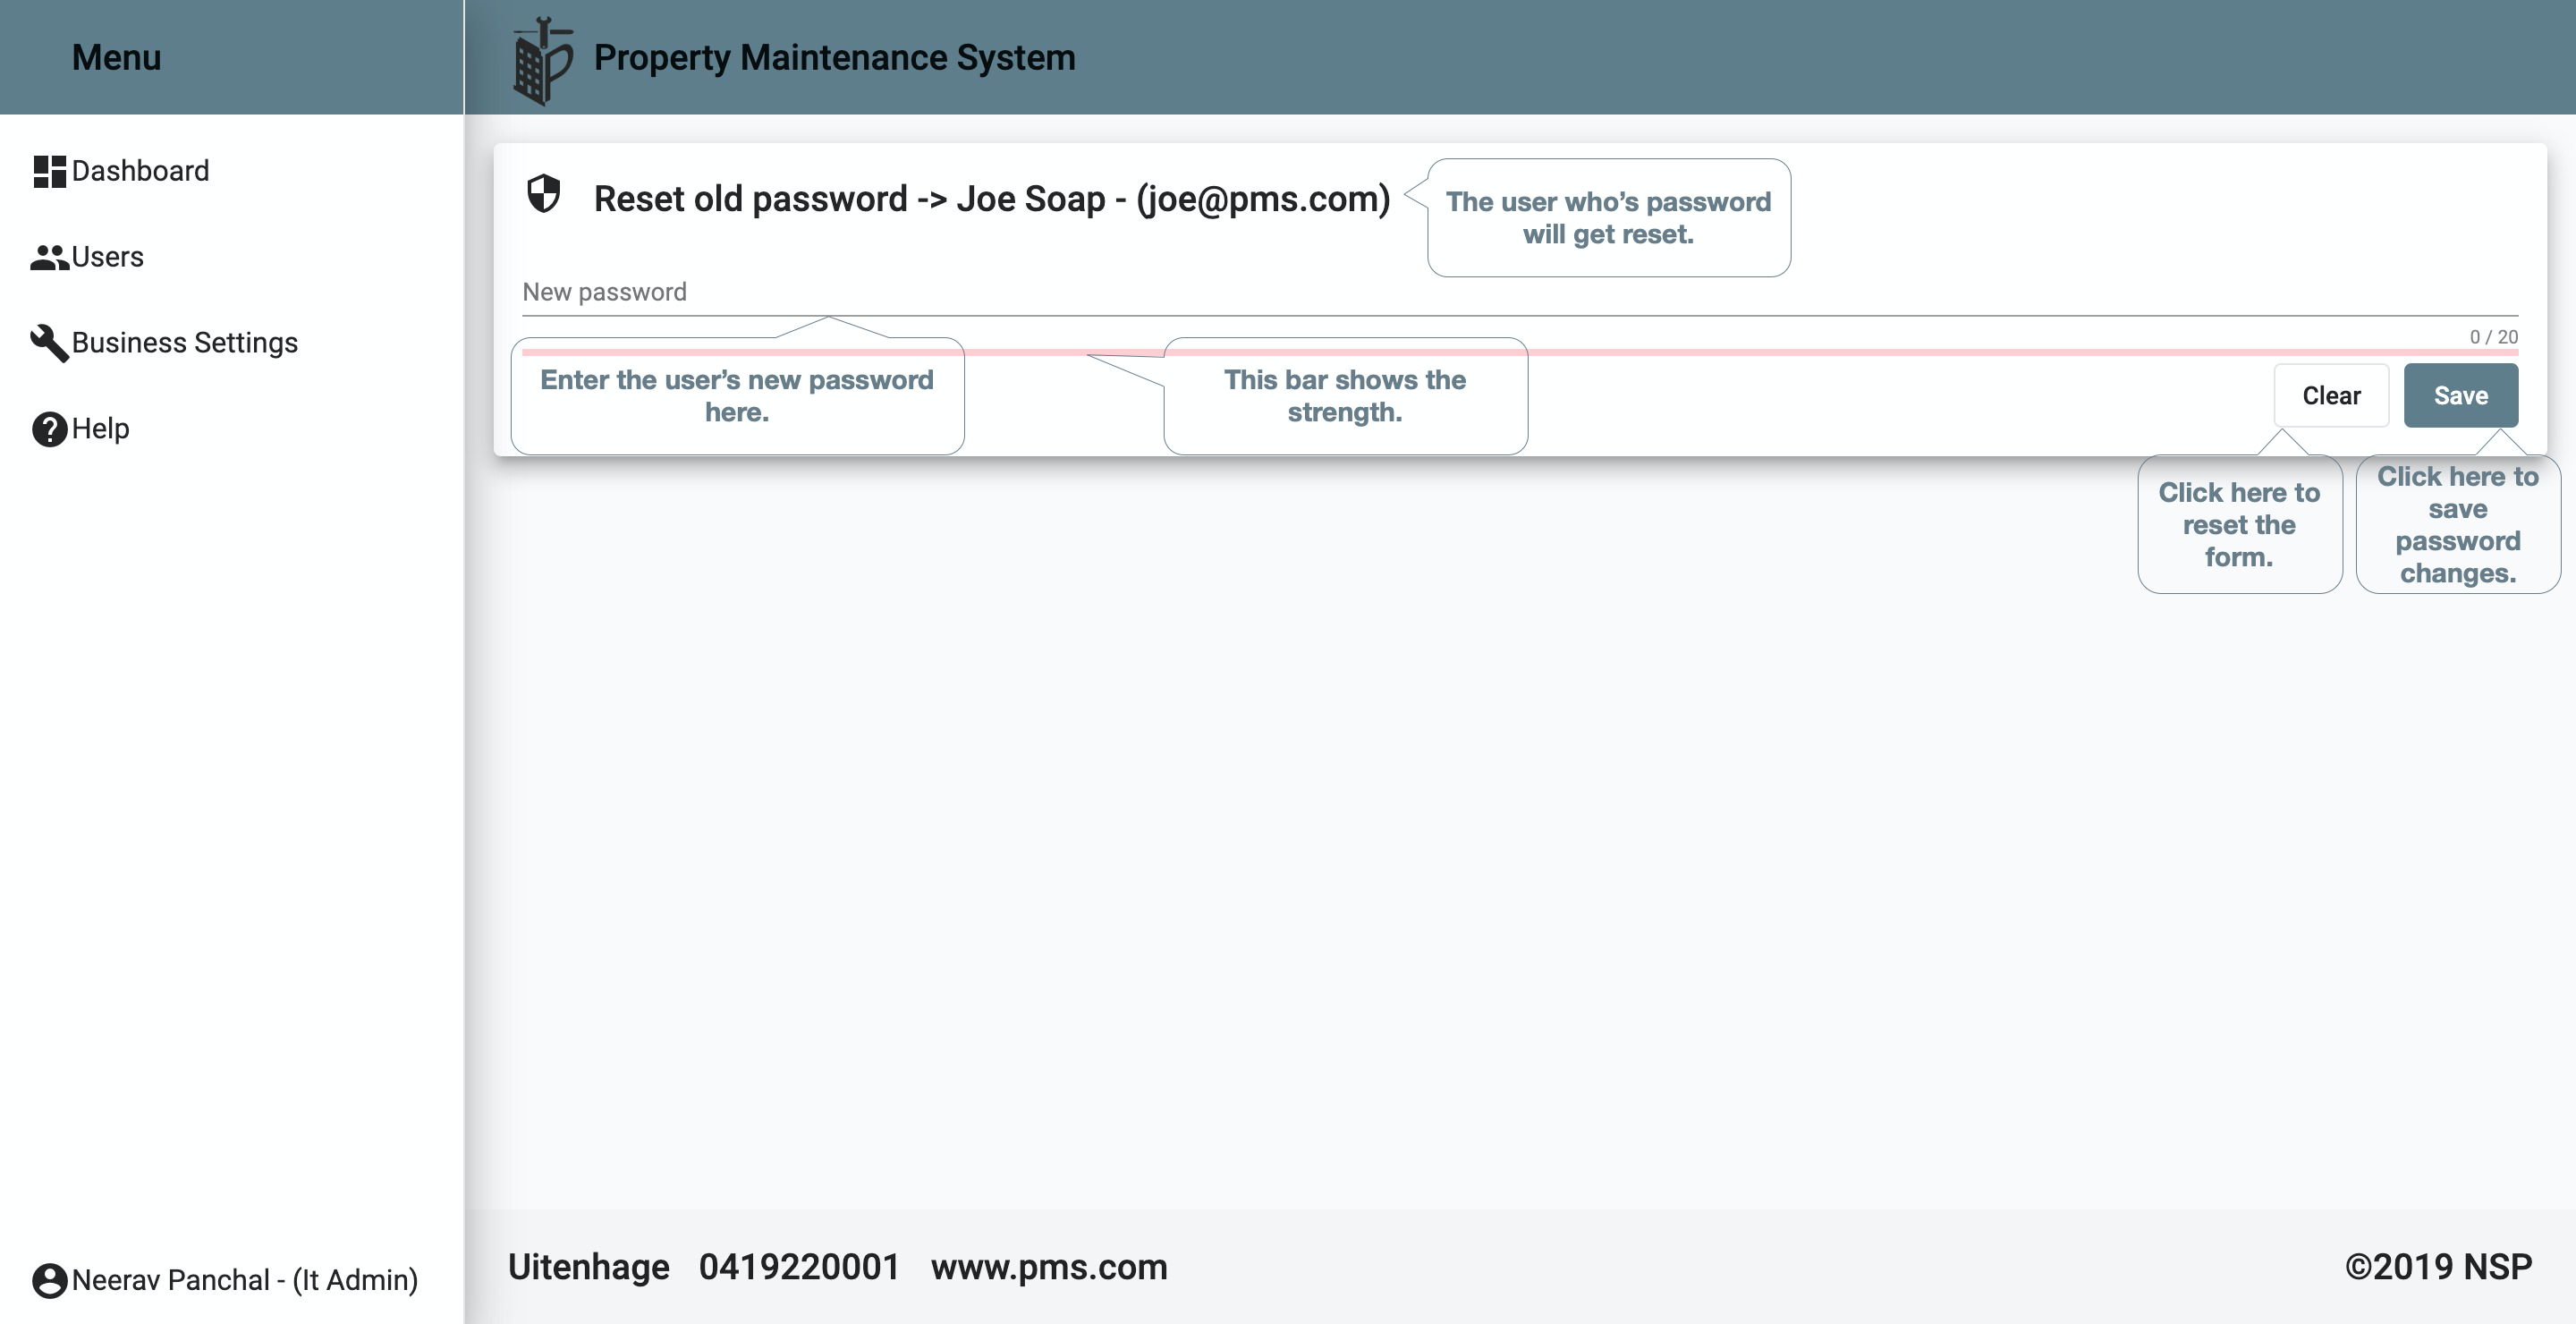 Menu
Property Maintenance System
Dashboard
Users
Business Settings
Help
Reset old password -> Joe Soap - (joe@pms.com)
The user who’s password
will get reset.
New password
0 / 20
Enter the user’s new password
here.
This bar shows the
strength.
Clear
Save
Click here to
reset the
form.
Click here to
save
password
changes.
Neerav Panchal - (It Admin)
Uitenhage 0419220001 www.pms.com
©2019 NSP